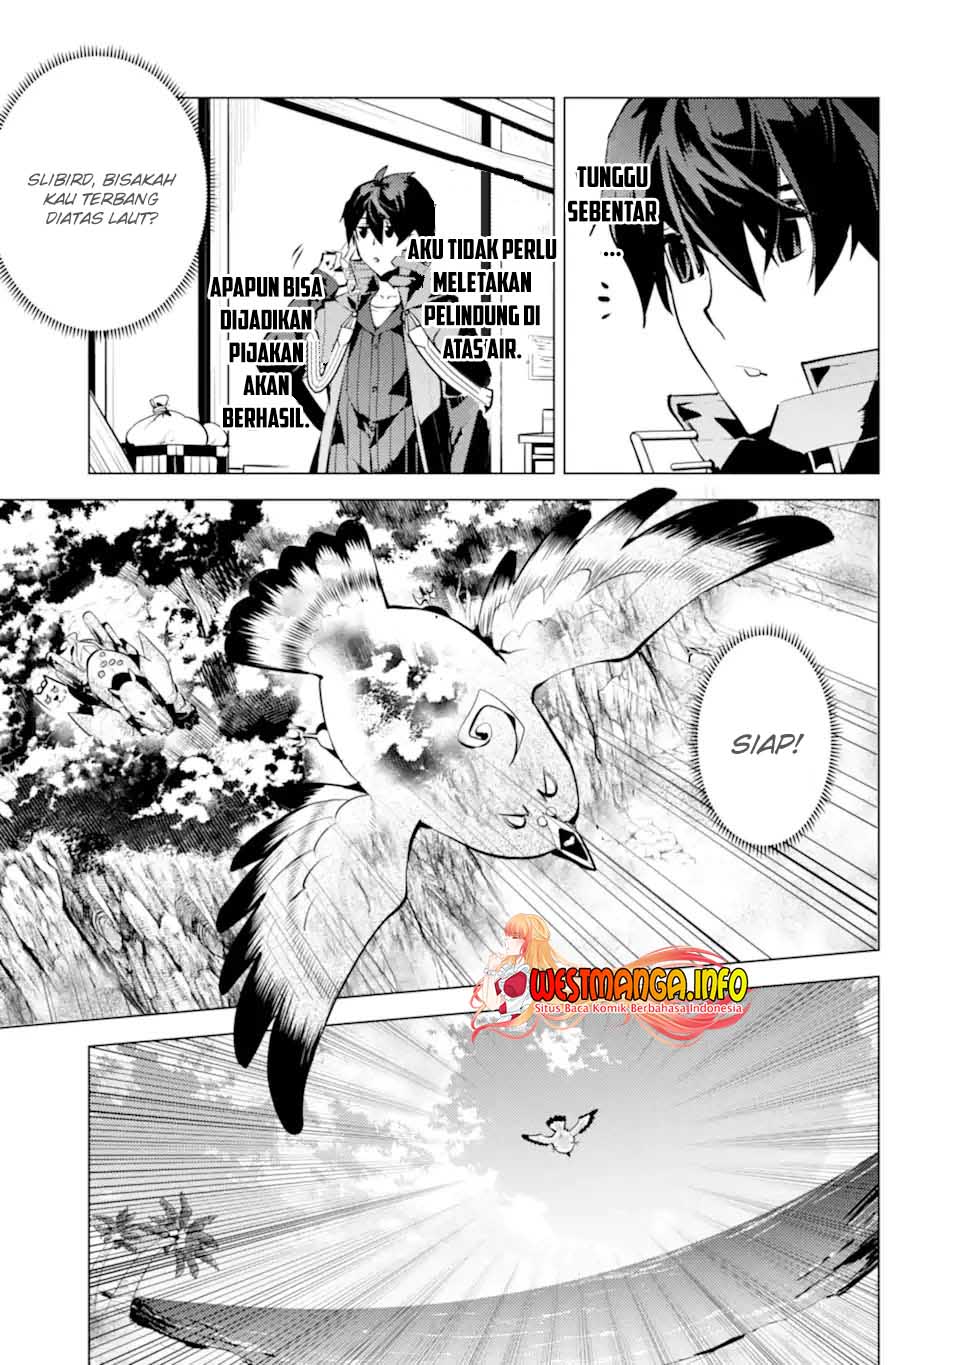 TUNGGU
SEBENTAR
...
AKU TIDAK PERLU
MELETAKAN
PELINDUNG DI
ATAS AIR.
APAPUN BISA
DIJADIKAN
PIJAKAN
AKAN
BERHASIL.
SLIBIRD, BISAKAH
KAU TERBANG
DIATAS LAUT?
SIAP!
WESTMANGA.INFO
SITUS BACA KOMIK BERBAHASA INDONESIA